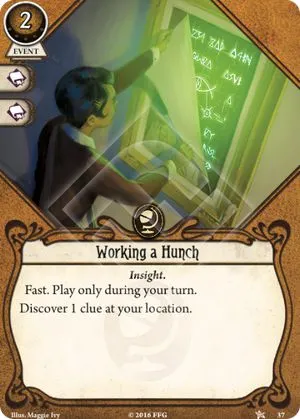 2
EVENT
Working a Hunch
Insight.
Fast. Play only during your turn.
Discover 1 clue at your location.
Illus. Maggie Ivy
© 2016 FFG
37